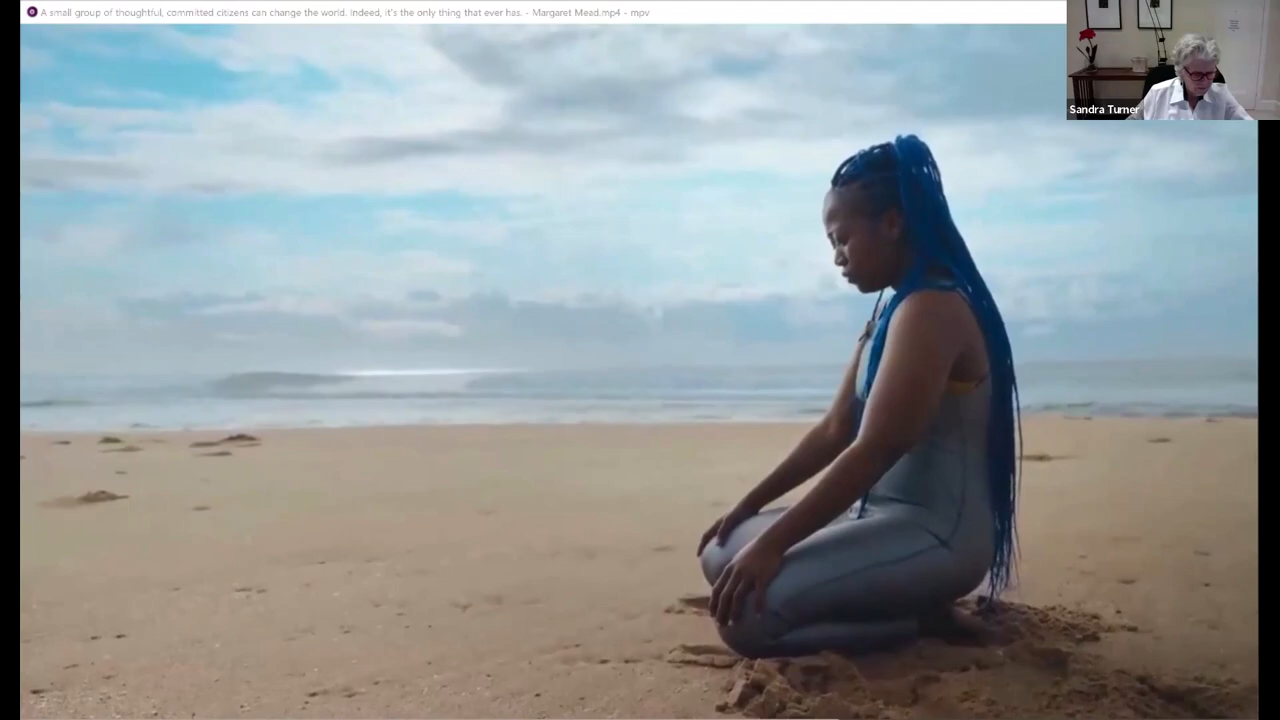 A small group of thoughtful, committed citizens can change the world. Indeed, it's the only thing that ever has. - Margaret Mead.mp4 - mpv
Sandra Turner